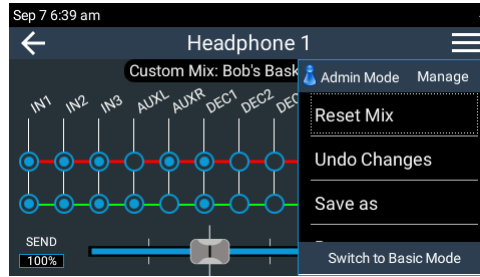 Sep 7 6:39 am
Headphone 1
Custom Mix: Bob's Bask
Admin Mode Manage
IN1 IN2 IN3 AUXL AUXR DEC1 DEC2
Reset Mix
Undo Changes
Save as
SEND
100%
Switch to Basic Mode